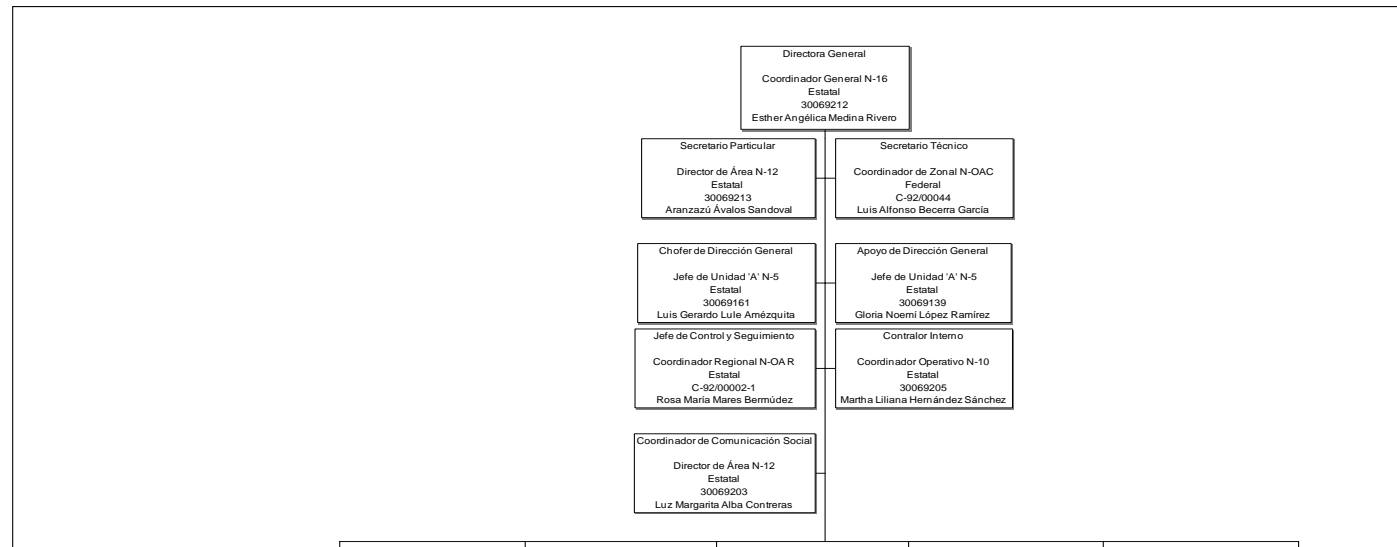 Directora General
Coordinador General N-16
Estatal
30069212
Esther Angélica Medina Rivero
Secretario Particular
Director de Área N-12
Estatal
30069213
Aranzazú Ávalos Sandoval
Secretario Técnico
Coordinador de Zonal N-OAC
Federal
C-92/00044
Luis Alfonso Becerra García
Chofer de Dirección General
Jefe de Unidad 'A' N-5
Estatal
30069161
Luis Gerardo Lule Amézquita
Apoyo de Dirección General
Jefe de Unidad 'A' N-5
Estatal
30069139
Gloria Noemí López Ramírez
Jefe de Control y Seguimiento
Coordinador Regional N-OAR
Estatal
C-92/00002-1
Rosa María Mares Bermúdez
Contralor Interno
Coordinador Operativo N-10
Estatal
30069205
Martha Liliana Hernández Sánchez
Coordinador de Comunicación Social
Director de Área N-12
Estatal
30069203
Luz Margarita Alba Contreras